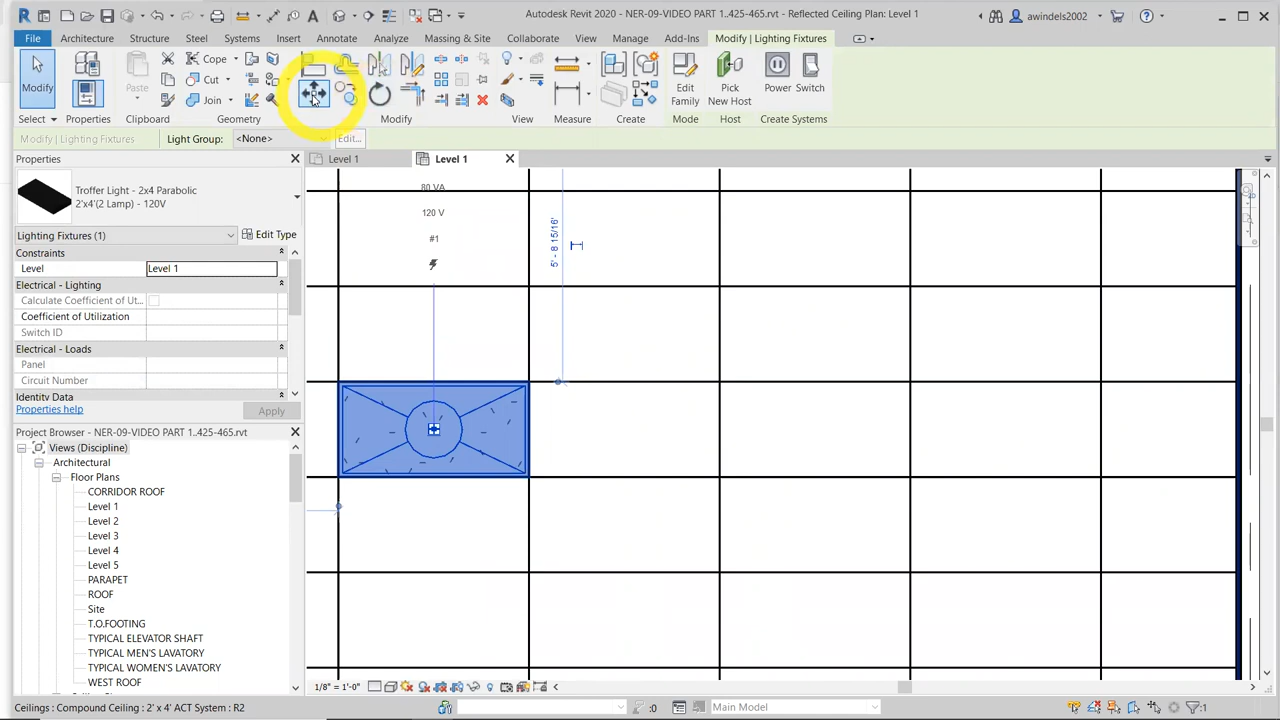 Autodesk Revit 2020 - NER-09-VIDEO PART 1..425-465.rvt - Reflected Ceiling Plan: Level 1
awindels2002
File Architecture Structure Steel Systems Insert Annotate Analyze Massing & Site Collaborate View Manage Add-Ins Modify | Lighting Fixtures
Modify Paste Cope Cut Join Edit Family Pick New Host Power Switch
Select Properties Clipboard Geometry Modify View Measure Create Mode Host Create Systems
Modify | Lighting Fixtures Light Group: <None> Edit...
Properties
Level 1 Level 1
Troffer Light - 2x4 Parabolic
2'x4'(2 Lamp) - 120V
Lighting Fixtures (1) Edit Type
Constraints
Level Level 1
Electrical - Lighting
Calculate Coefficient of Ut...
Coefficient of Utilization
Switch ID
Electrical - Loads
Panel
Circuit Number
Identity Data
Properties help Apply
Project Browser - NER-09-VIDEO PART 1..425-465.rvt
Views (Discipline)
Architectural
Floor Plans
CORRIDOR ROOF
Level 1
Level 2
Level 3
Level 4
Level 5
PARAPET
ROOF
Site
T.O.FOOTING
TYPICAL ELEVATOR SHAFT
TYPICAL MEN'S LAVATORY
TYPICAL WOMEN'S LAVATORY
WEST ROOF
80 VA
120 V
#1
5' - 8 15/16"
1/8" = 1'-0"
Ceilings : Compound Ceiling : 2' x 4' ACT System : R2
:0 Main Model :1